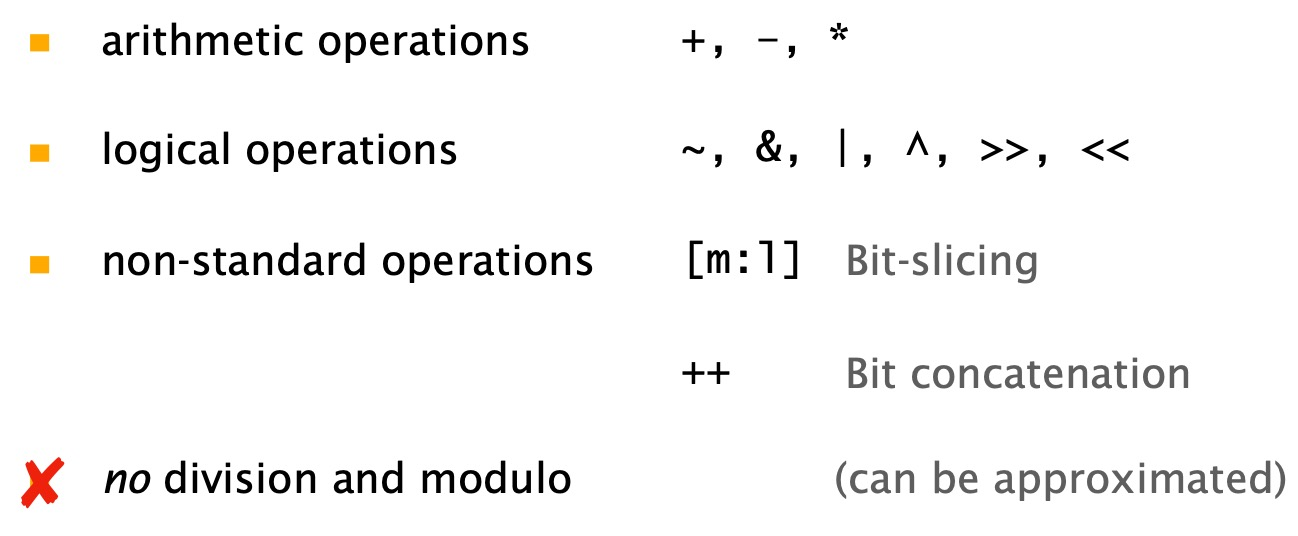 arithmetic operations +, -, *
logical operations ~, &, |, ^, >>, <<
non-standard operations [m:l] Bit-slicing
++ Bit concatenation
no division and modulo (can be approximated)